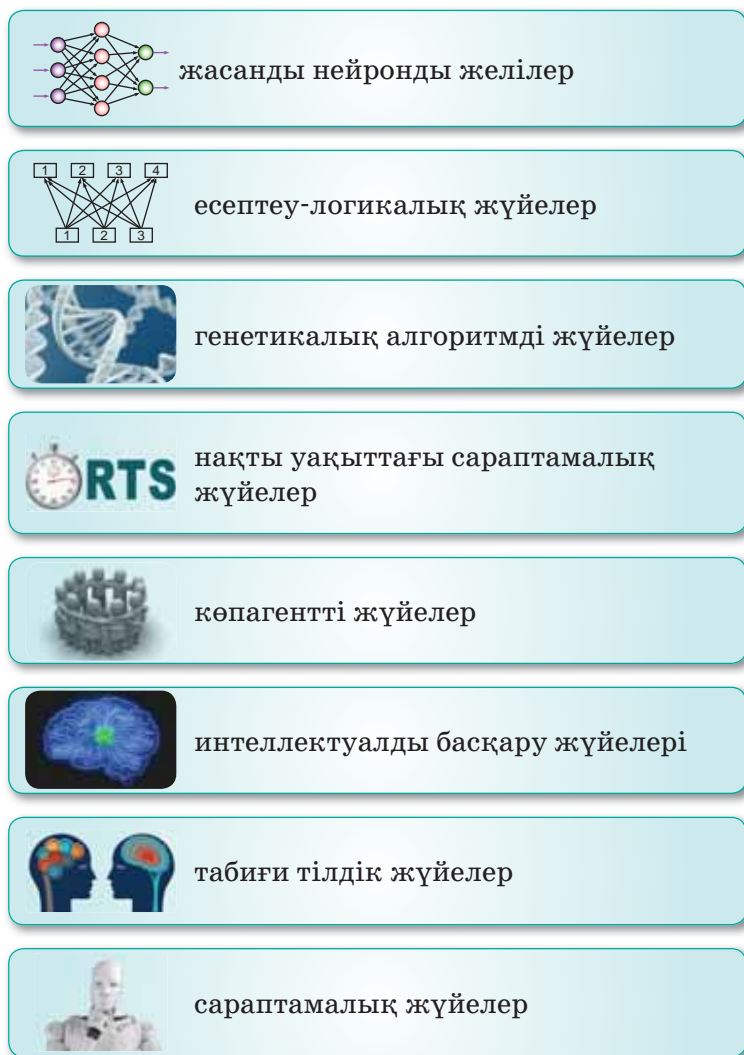 жасанды нейронды желілер
1 2 3 4
1 2 3
есептеу-логикалық жүйелер
генетикалық алгоритмді жүйелер
RTS
нақты уақыттағы сараптамалық
жүйелер
көпагентті жүйелер
интеллектуалды басқару жүйелері
табиғи тілдік жүйелер
сараптамалық жүйелер